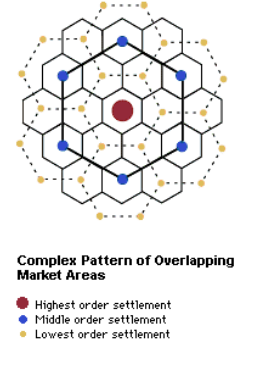 Complex Pattern of Overlapping
Market Areas
Highest order settlement
Middle order settlement
Lowest order settlement